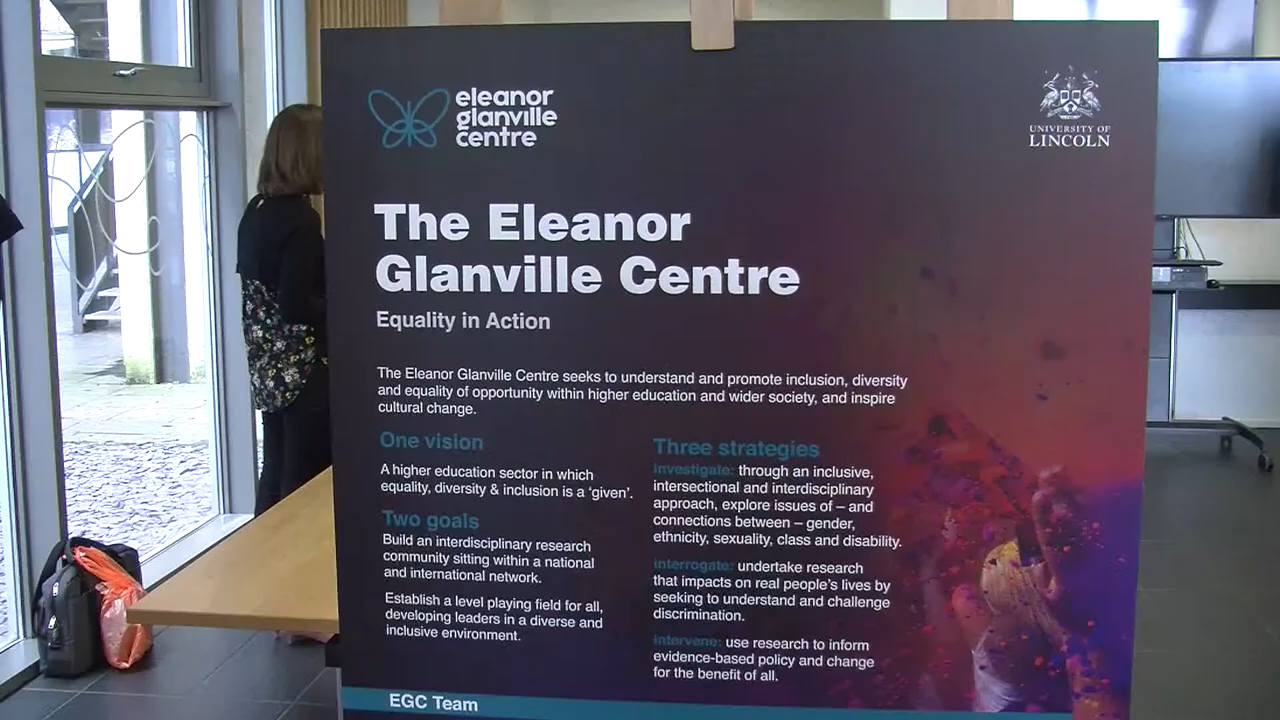 eleanor
glanville
centre
UNIVERSITY OF
LINCOLN
The Eleanor
Glanville Centre
Equality in Action
The Eleanor Glanville Centre seeks to understand and promote inclusion, diversity
and equality of opportunity within higher education and wider society, and inspire
cultural change.
One vision
A higher education sector in which
equality, diversity & inclusion is a ‘given’.
Two goals
Build an interdisciplinary research
community sitting within a national
and international network.
Establish a level playing field for all,
developing leaders in a diverse and
inclusive environment.
Three strategies
investigate: through an inclusive,
intersectional and interdisciplinary
approach, explore issues of – and
connections between – gender,
ethnicity, sexuality, class and disability.
interrogate: undertake research
that impacts on real people’s lives by
seeking to understand and challenge
discrimination.
intervene: use research to inform
evidence-based policy and change
for the benefit of all.
EGC Team